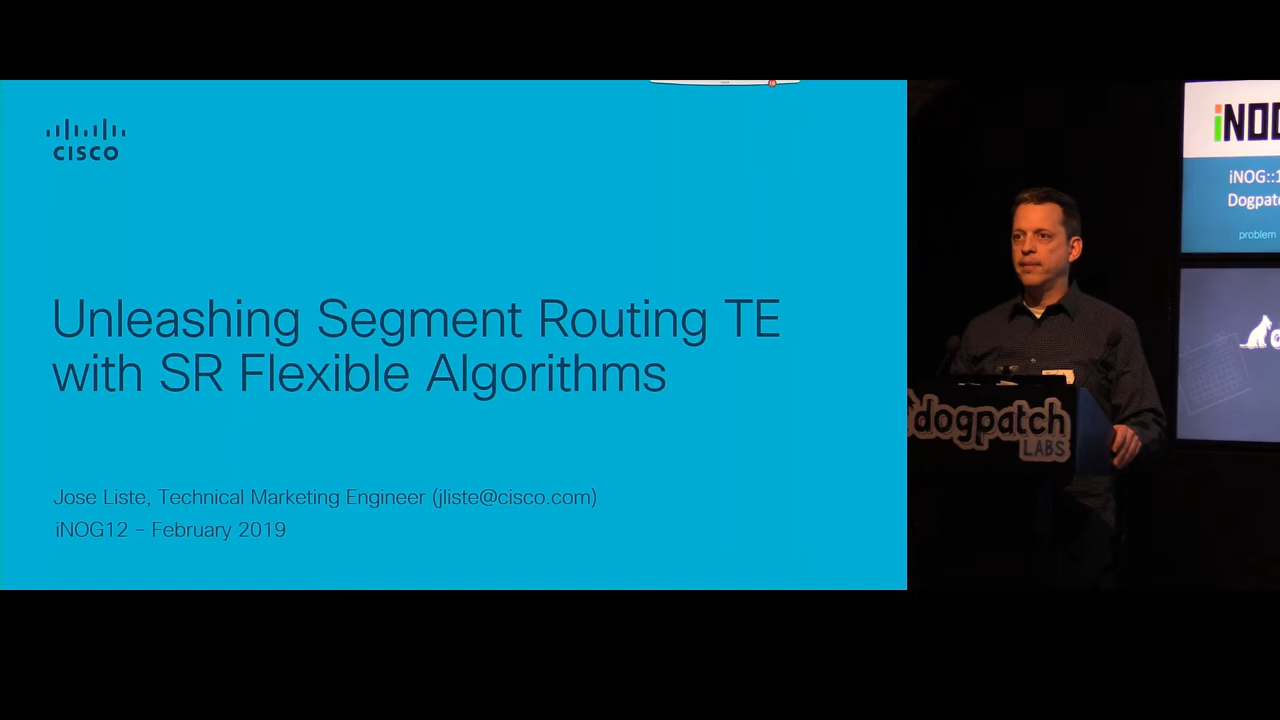 CISCO
Unleashing Segment Routing TE
with SR Flexible Algorithms
Jose Liste, Technical Marketing Engineer (jliste@cisco.com)
iNOG12 - February 2019
dogpatch
LABS
iNOG::1
problem